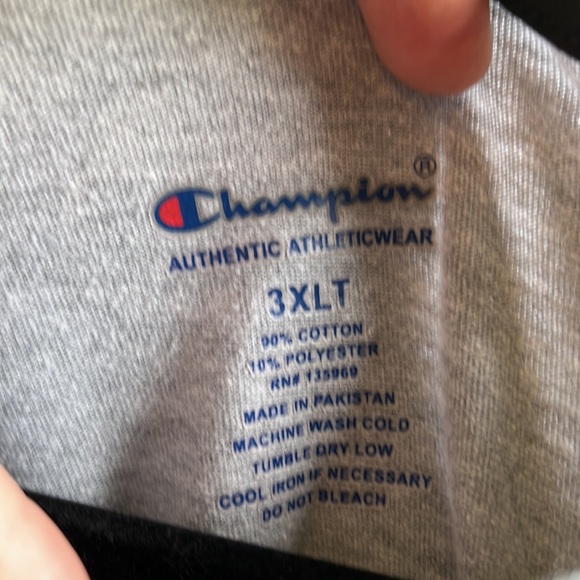 Champion®
AUTHENTIC ATHLETICWEAR
3XLT
90% COTTON
10% POLYESTER
RN# 135969
MADE IN PAKISTAN
MACHINE WASH COLD
TUMBLE DRY LOW
COOL IRON IF NECESSARY
DO NOT BLEACH